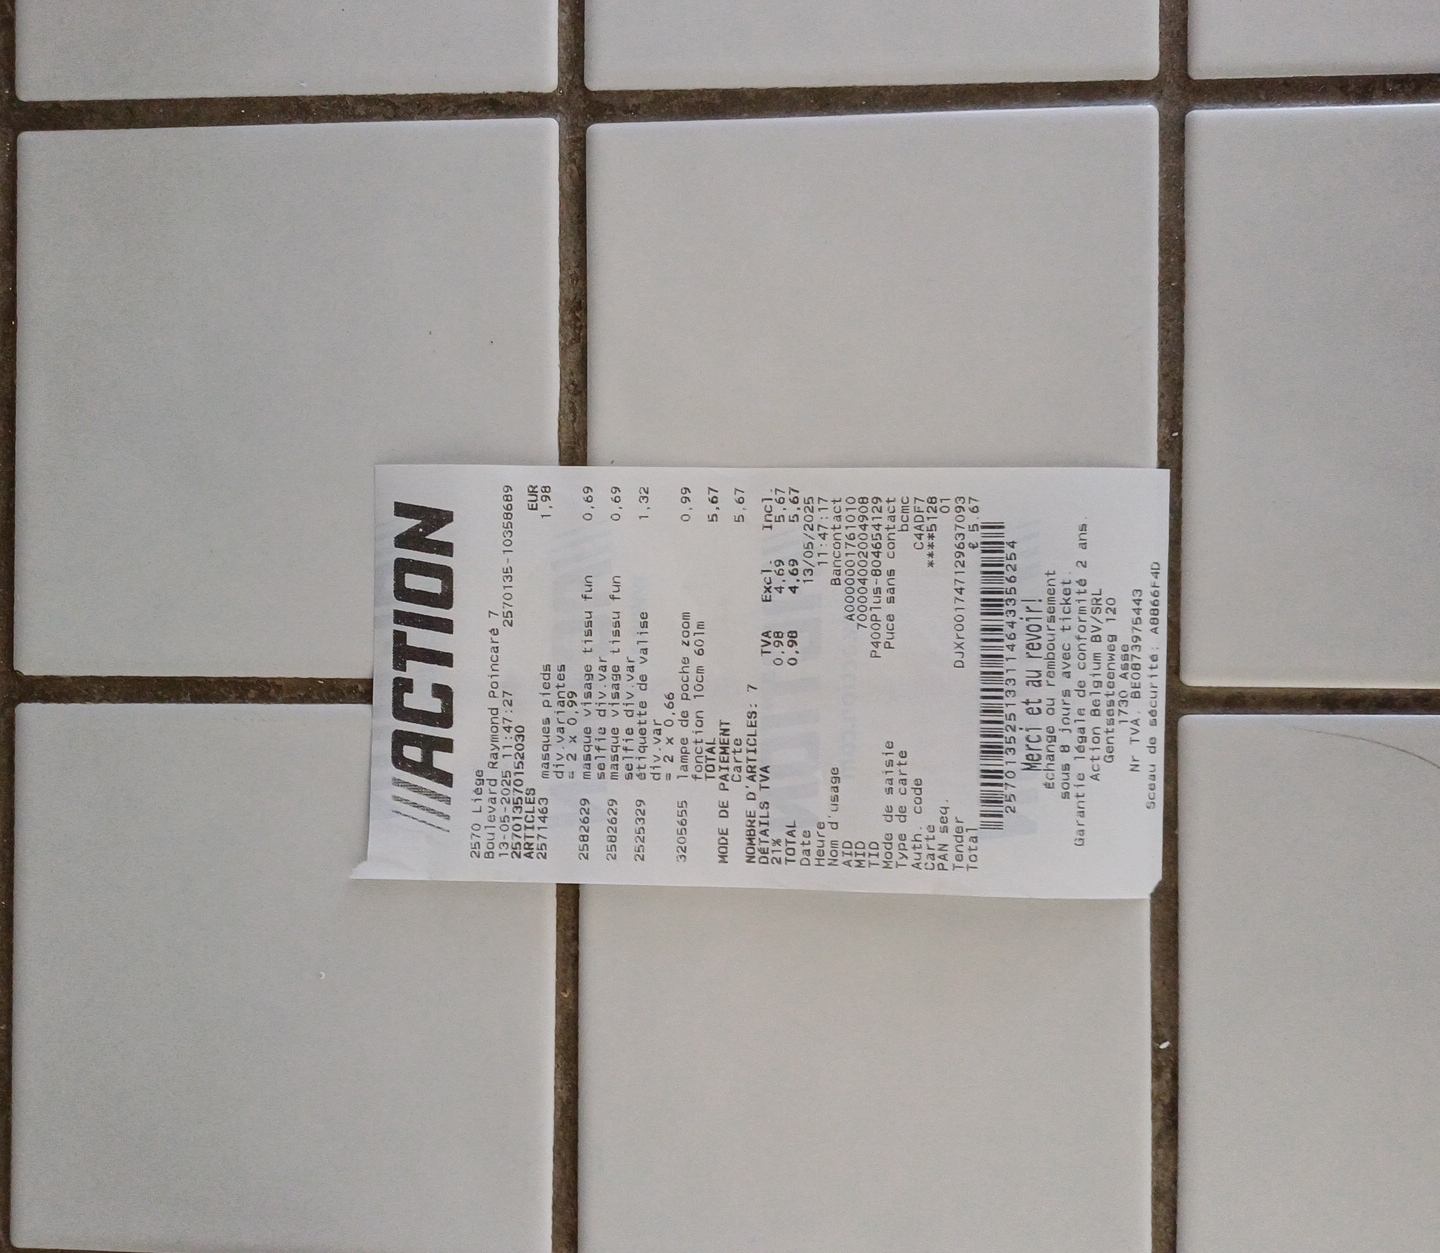 ///ACTION
2570 Liége
Boulevard Raymond Poincaré 7
13-05-2025 11:47:27 2570135-10358689
257013570152030
ARTICLES EUR
2571463 masques pieds 1,98
div.variantes
= 2 x 0,99
2582629 masque visage tissu fun 0,69
selfie div.var
2582629 masque visage tissu fun 0,69
selfie div.var
2525329 étiquette de valise 1,32
div.var
= 2 x 0,66
3205655 lampe de poche zoom 0,99
fonction 10cm 60lm
TOTAL 5,67
MODE DE PAIEMENT
Carte 5,67
NOMBRE D'ARTICLES: 7
DÉTAILS TVA TVA Excl. Incl.
21% 0,98 4,69 5,67
TOTAL 0,98 4,69 5,67
Date 13/05/2025
Heure 11:47:17
Nom d'usage Bancontact
AID A0000001761010
MID 700004002004908
TID P400Plus-804654129
Mode de saisie Puce sans contact
Type de carte bcmc
Auth. code C4ADF7
Carte ****5128
PAN seq. 01
Tender DJXr001747129637093
Total € 5.67
2570135251331146433562​54
Merci et au revoir!
Échange ou remboursement
sous 8 jours avec ticket.
Garantie légale de conformité 2 ans.
Action Belgium BV/SRL
Gentsesteenweg 120
1730 Asse
Nr TVA: BE0873975443
Sceau de sécurité: A8866F4D